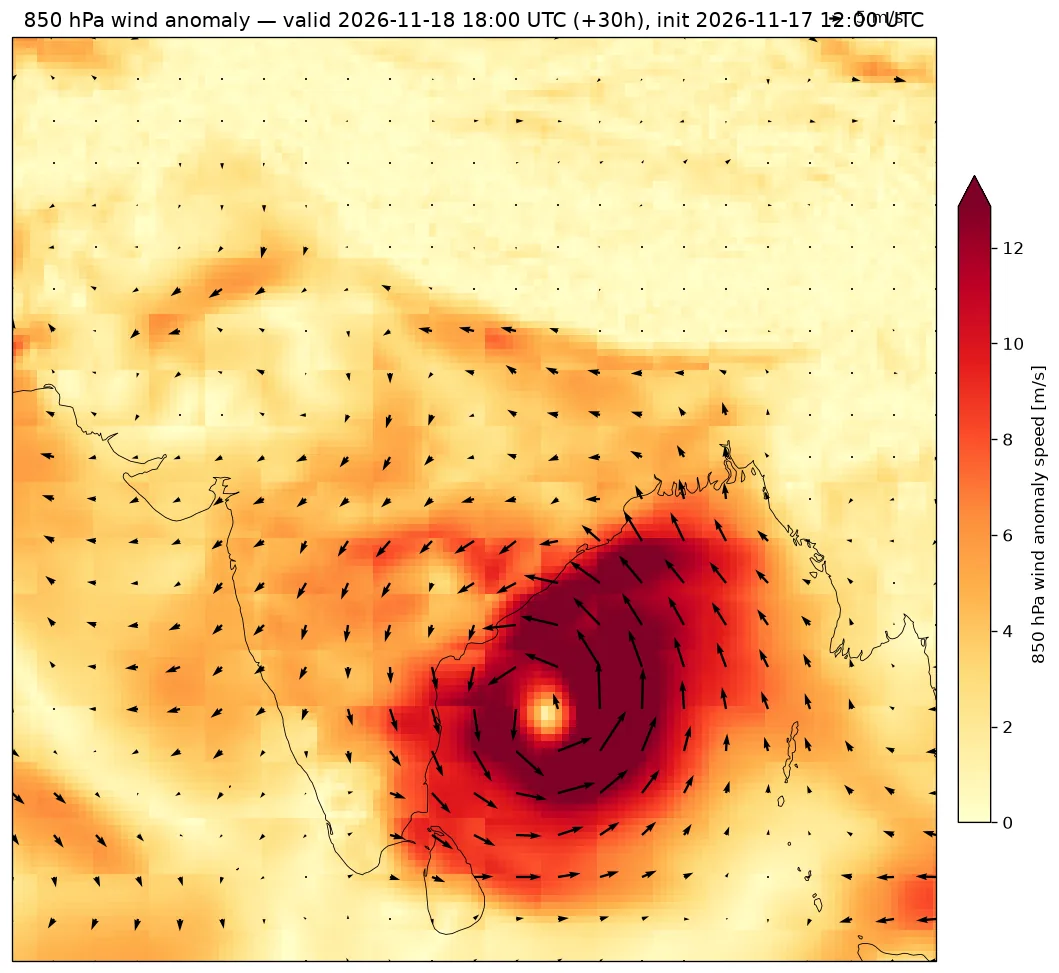 850 hPa wind anomaly — valid 2026-11-18 18:00 UTC (+30h), init 2026-11-17 12:00 UTC
5 m/s
12
10
8
6
4
2
0
850 hPa wind anomaly speed [m/s]